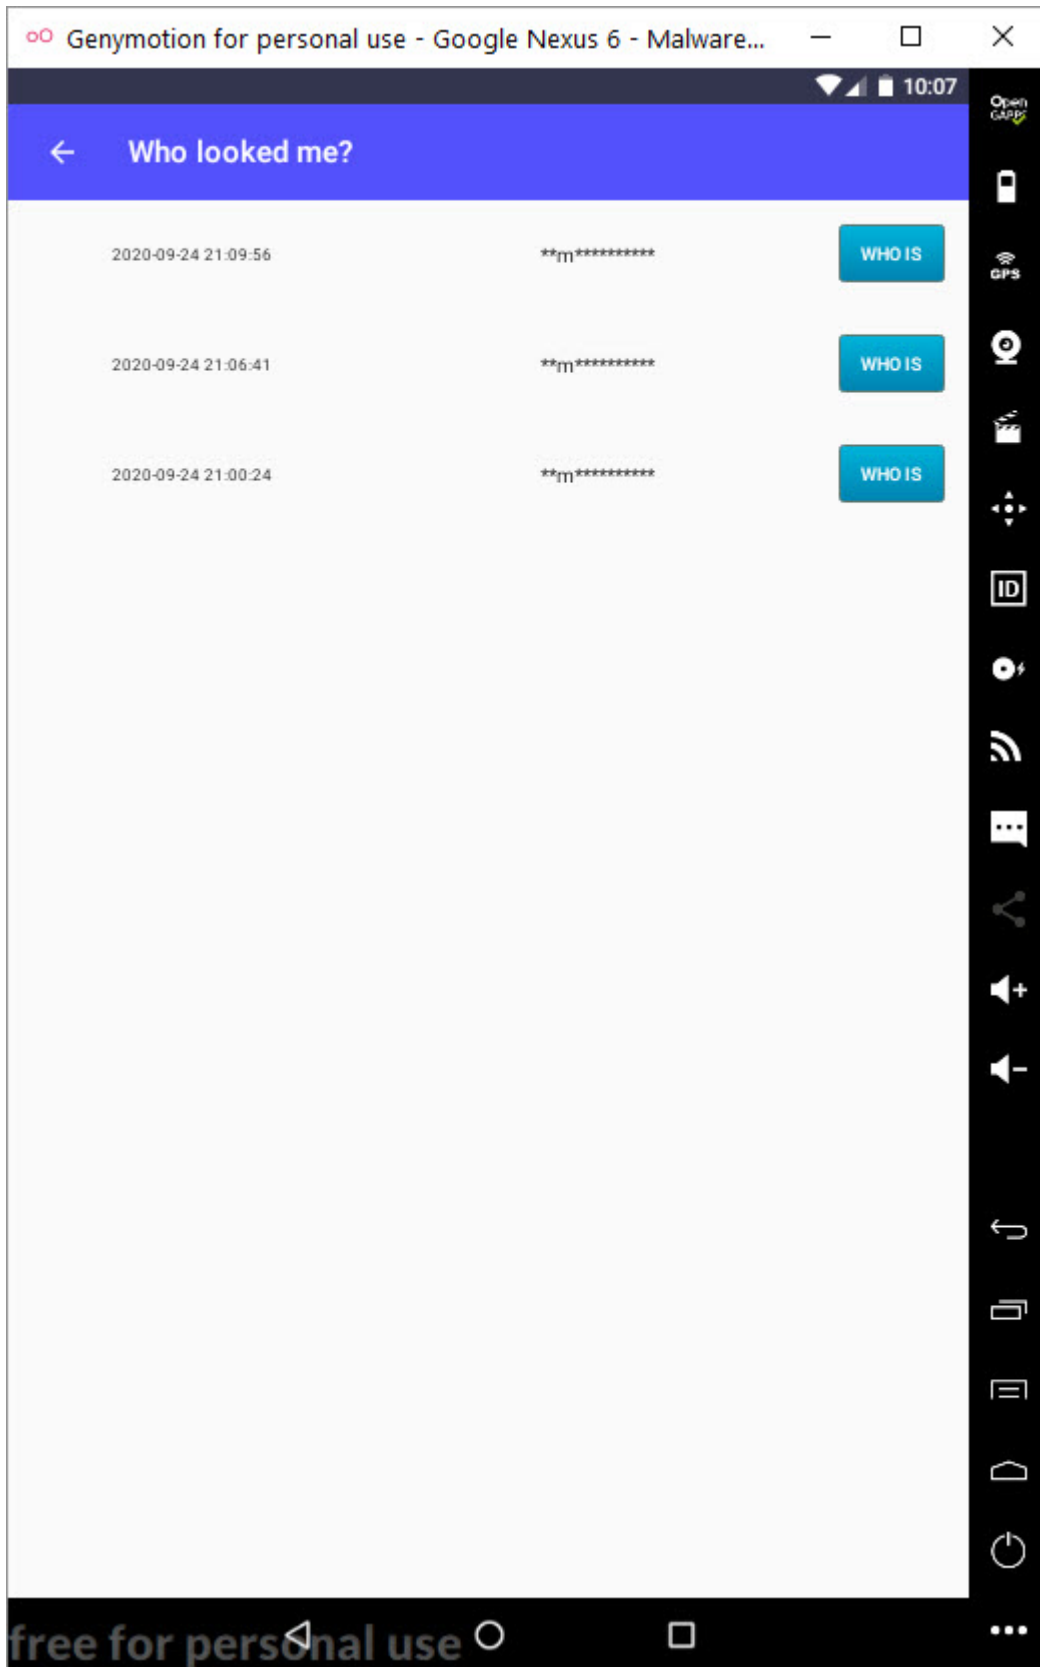 Genymotion for personal use - Google Nexus 6 - Malware...
10:07
Open
GAPPS
Who looked me?
2020-09-24 21:09:56 **m********** WHO IS
GPS
2020-09-24 21:06:41 **m********** WHO IS
2020-09-24 21:00:24 **m********** WHO IS
ID
free for personal use